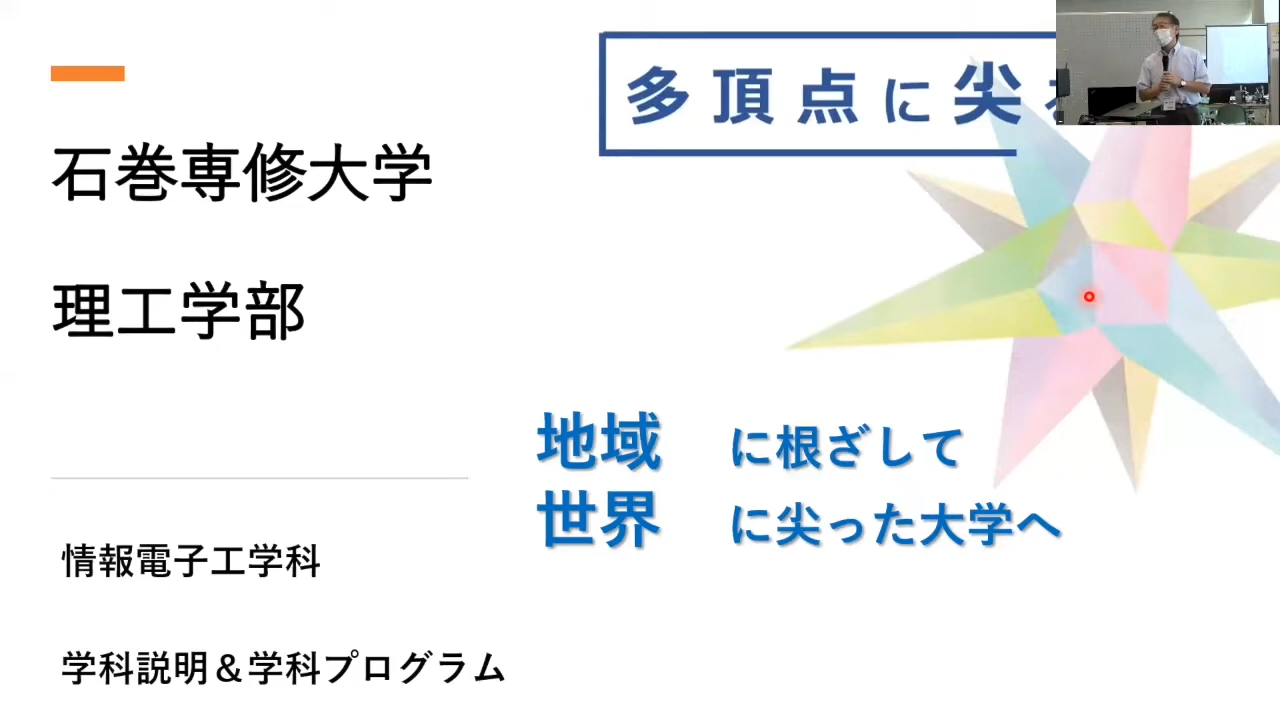 多頂点に尖
石巻専修大学
理工学部
地域 に根ざして
世界 に尖った大学へ
情報電子工学科
学科説明＆学科プログラム